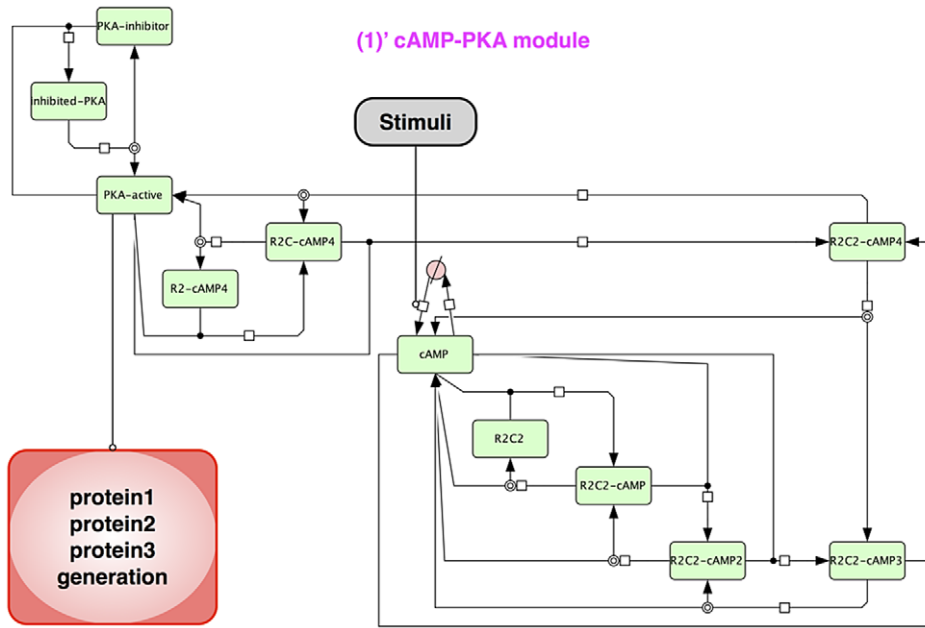 PKA-inhibitor
(1)' cAMP-PKA module
inhibited-PKA
Stimuli
PKA-active
R2C-cAMP4
R2C2-cAMP4
R2-cAMP4
cAMP
R2C2
R2C2-cAMP
protein1
protein2
protein3
generation
R2C2-cAMP2
R2C2-cAMP3